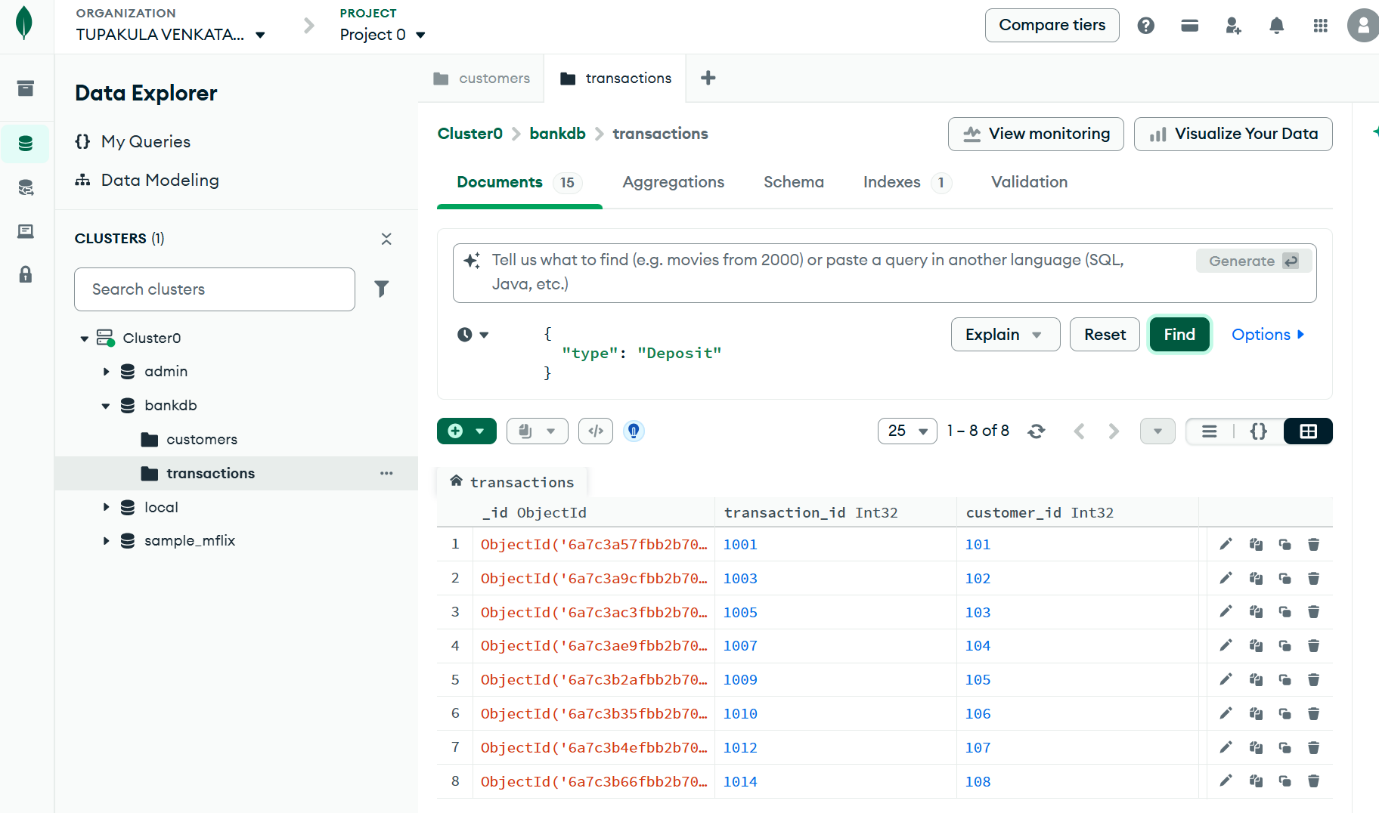 ORGANIZATION
TUPAKULA VENKATA...
PROJECT
Project 0
Compare tiers
Data Explorer
My Queries
Data Modeling
CLUSTERS (1)
Search clusters
Cluster0
admin
bankdb
customers
transactions
local
sample_mflix
customers
transactions
Cluster0 bankdb transactions
View monitoring
Visualize Your Data
Documents 15 Aggregations Schema Indexes 1 Validation
Tell us what to find (e.g. movies from 2000) or paste a query in another language (SQL,
Java, etc.)
Generate
{
"type": "Deposit"
}
Explain Reset Find Options
25 1 – 8 of 8
transactions
_id ObjectId transaction_id Int32 customer_id Int32
1 ObjectId('6a7c3a57fbb2b70… 1001 101
2 ObjectId('6a7c3a9cfbb2b70… 1003 102
3 ObjectId('6a7c3ac3fbb2b70… 1005 103
4 ObjectId('6a7c3ae9fbb2b70… 1007 104
5 ObjectId('6a7c3b2afbb2b70… 1009 105
6 ObjectId('6a7c3b35fbb2b70… 1010 106
7 ObjectId('6a7c3b4efbb2b70… 1012 107
8 ObjectId('6a7c3b66fbb2b70… 1014 108